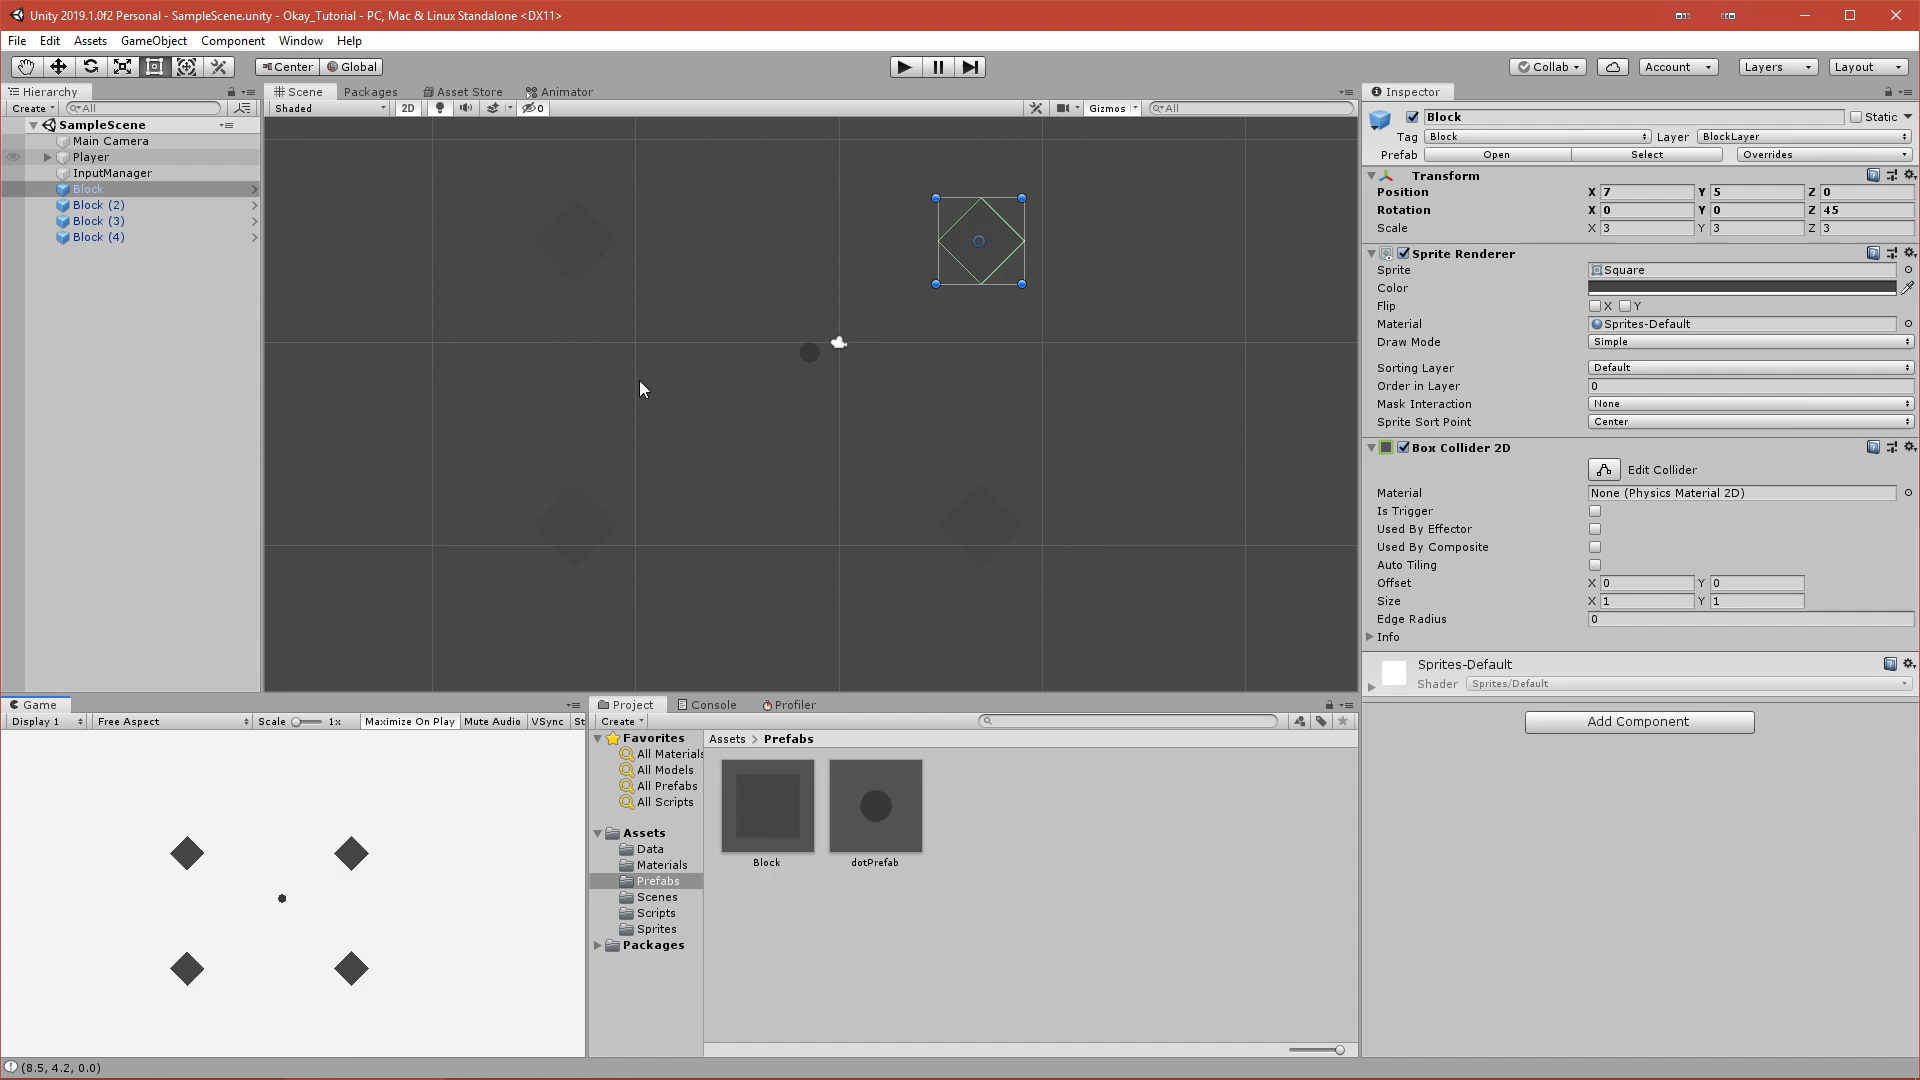 Unity 2019.1.0f2 Personal - SampleScene.unity - Okay_Tutorial - PC, Mac & Linux Standalone <DX11>
File Edit Assets GameObject Component Window Help
Center Global Collab Account Layers Layout
Hierarchy
Create All
SampleScene
Main Camera
Player
InputManager
Block
Block (2)
Block (3)
Block (4)
Scene Packages Asset Store Animator
Shaded 2D 0 Gizmos All
Inspector
Block Static
Tag Block Layer BlockLayer
Prefab Open Select Overrides
Transform
Position X 7 Y 5 Z 0
Rotation X 0 Y 0 Z 45
Scale X 3 Y 3 Z 3
Sprite Renderer
Sprite Square
Color
Flip X Y
Material Sprites-Default
Draw Mode Simple
Sorting Layer Default
Order in Layer 0
Mask Interaction None
Sprite Sort Point Center
Box Collider 2D
Edit Collider
Material None (Physics Material 2D)
Is Trigger
Used By Effector
Used By Composite
Auto Tiling
Offset X 0 Y 0
Size X 1 Y 1
Edge Radius 0
Info
Sprites-Default
Shader Sprites/Default
Add Component
Game
Display 1 Free Aspect Scale 1x Maximize On Play Mute Audio VSync St
Project Console Profiler
Create
Favorites
All Materials
All Models
All Prefabs
All Scripts
Assets
Data
Materials
Prefabs
Scenes
Scripts
Sprites
Packages
Assets > Prefabs
Block dotPrefab
(8.5, 4.2, 0.0)